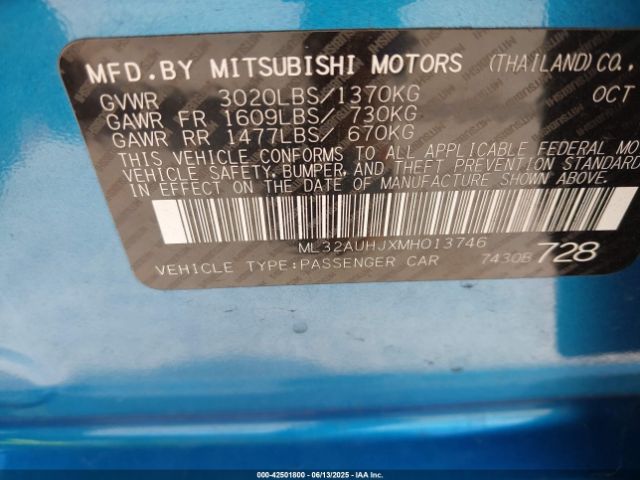 MFD.BY MITSUBISHI MOTORS (THAILAND) CO.,
GVWR 3020LBS/1370KG OCT
GAWR FR 1609LBS/ 730KG
GAWR RR 1477LBS/ 670KG
THIS VEHICLE CONFORMS TO ALL APPLICABLE FEDERAL MO
VEHICLE SAFETY, BUMPER, AND THEFT PREVENTION STANDARD
IN EFFECT ON THE DATE OF MANUFACTURE SHOWN ABOVE.
ML32AUHJXMH013746
VEHICLE TYPE:PASSENGER CAR 7430B 728
000-42501800 - 06/13/2025 - IAAI.COM